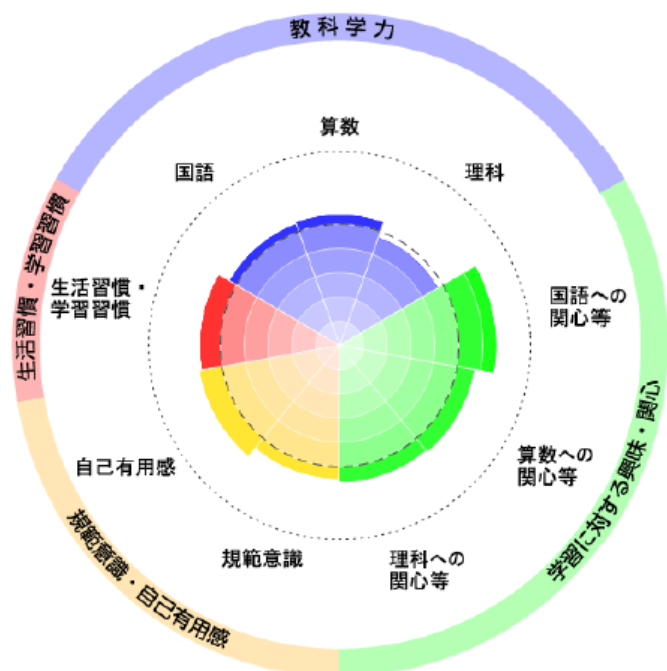 教科学力
算数
国語
理科
生活習慣・学習習慣
生活習慣・
学習習慣
国語への
関心等
自己有用感
算数への
関心等
学習に対する興味・関心
規範意識
理科への
関心等
規範意識・自己有用感